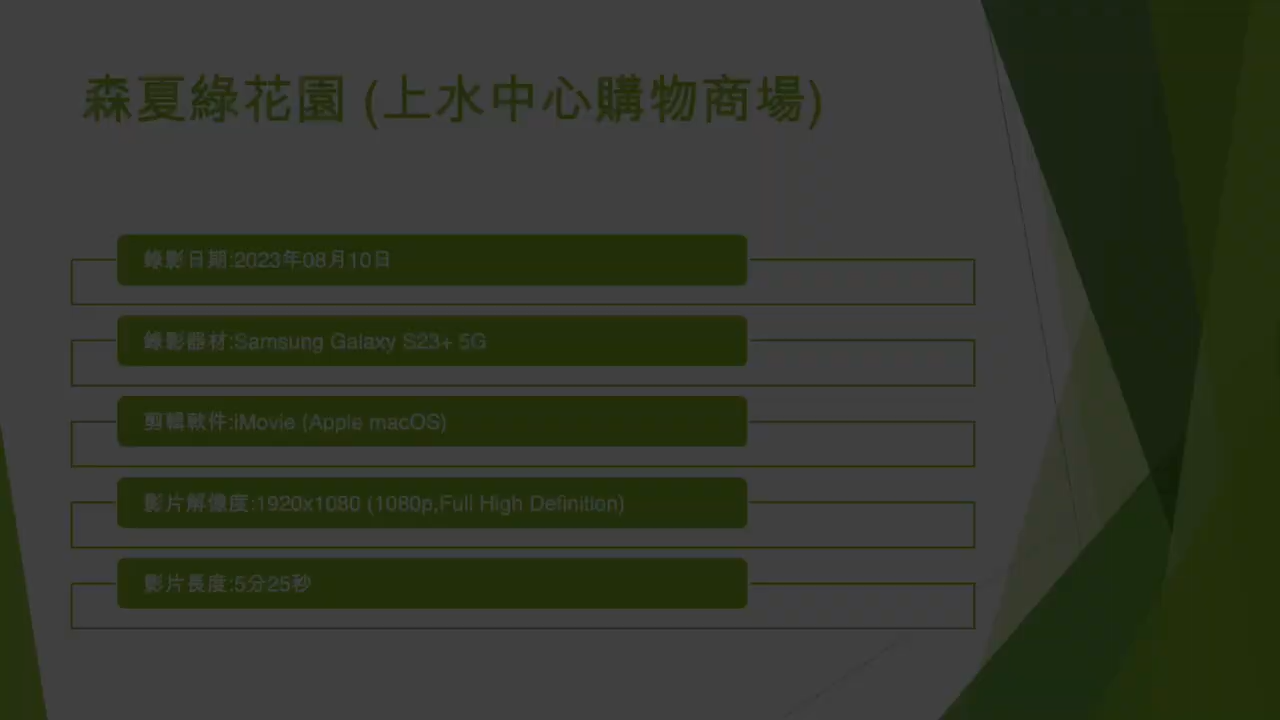 森夏綠花園 (上水中心購物商場)
錄影日期:2023年08月10日
錄影器材:Samsung Galaxy S23+ 5G
剪輯軟件:iMovie (Apple macOS)
影片解像度:1920x1080 (1080p,Full High Definition)
影片長度:5分25秒